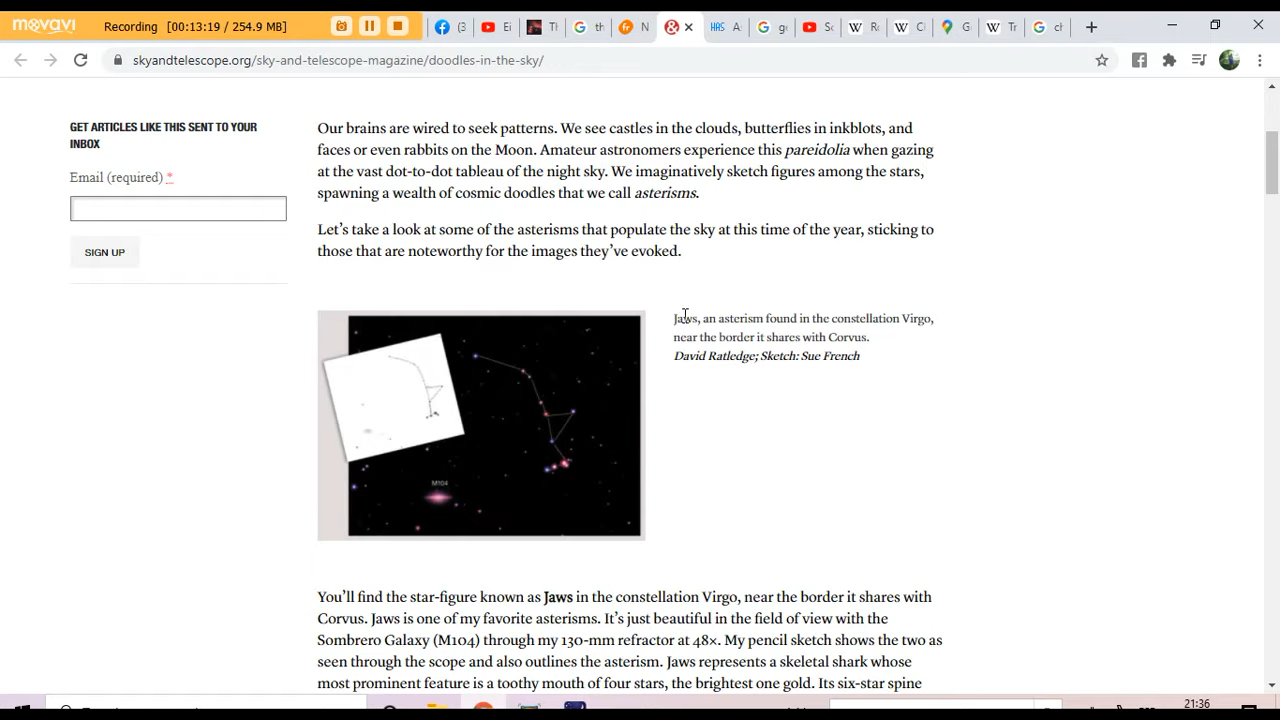 movavi
Recording (00:13:19 / 254.9 MB)
(3
Ei
Th
th
N
A
Sc
G
skyandtelescope.org/sky-and-telescope-magazine/doodles-in-the-sky/
GET ARTICLES LIKE THIS SENT TO YOUR
INBOX
Email (required) *
SIGN UP
Our brains are wired to seek patterns. We see castles in the clouds, butterflies in inkblots, and
faces or even rabbits on the Moon. Amateur astronomers experience this pareidolia when gazing
at the vast dot-to-dot tableau of the night sky. We imaginatively sketch figures among the stars,
spawning a wealth of cosmic doodles that we call asterisms.
Let’s take a look at some of the asterisms that populate the sky at this time of the year, sticking to
those that are noteworthy for the images they’ve evoked.
M104
Jaws, an asterism found in the constellation Virgo,
near the border it shares with Corvus.
David Ratledge; Sketch: Sue French
You’ll find the star-figure known as Jaws in the constellation Virgo, near the border it shares with
Corvus. Jaws is one of my favorite asterisms. It’s just beautiful in the field of view with the
Sombrero Galaxy (M104) through my 130-mm refractor at 48×. My pencil sketch shows the two as
seen through the scope and also outlines the asterism. Jaws represents a skeletal shark whose
most prominent feature is a toothy mouth of four stars, the brightest one gold. Its six-star spine
21:36